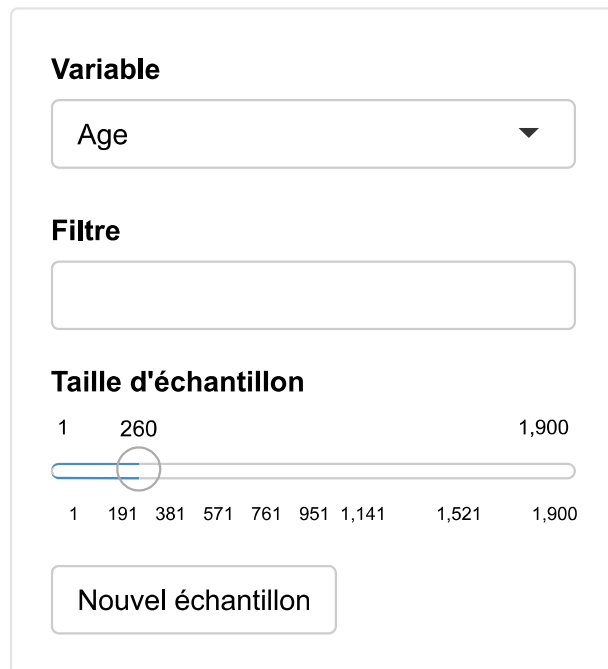 Variable
Age
Filtre
Taille d'échantillon
1 260 1,900
1 191 381 571 761 951 1,141 1,521 1,900
Nouvel échantillon